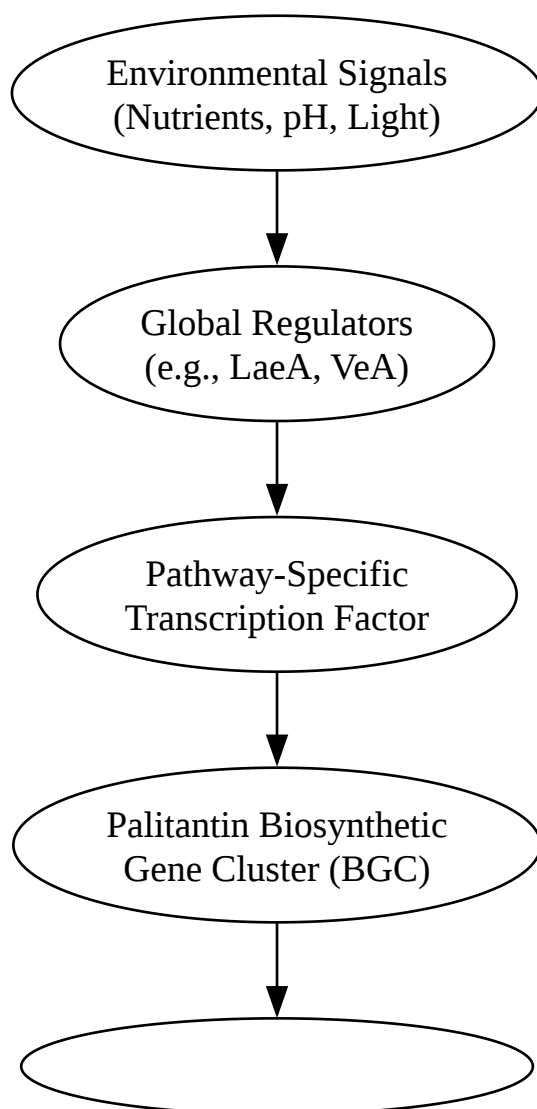 Environmental Signals
(Nutrients, pH, Light)
Global Regulators
(e.g., LaeA, VeA)
Pathway-Specific
Transcription Factor
Palitantin Biosynthetic
Gene Cluster (BGC)